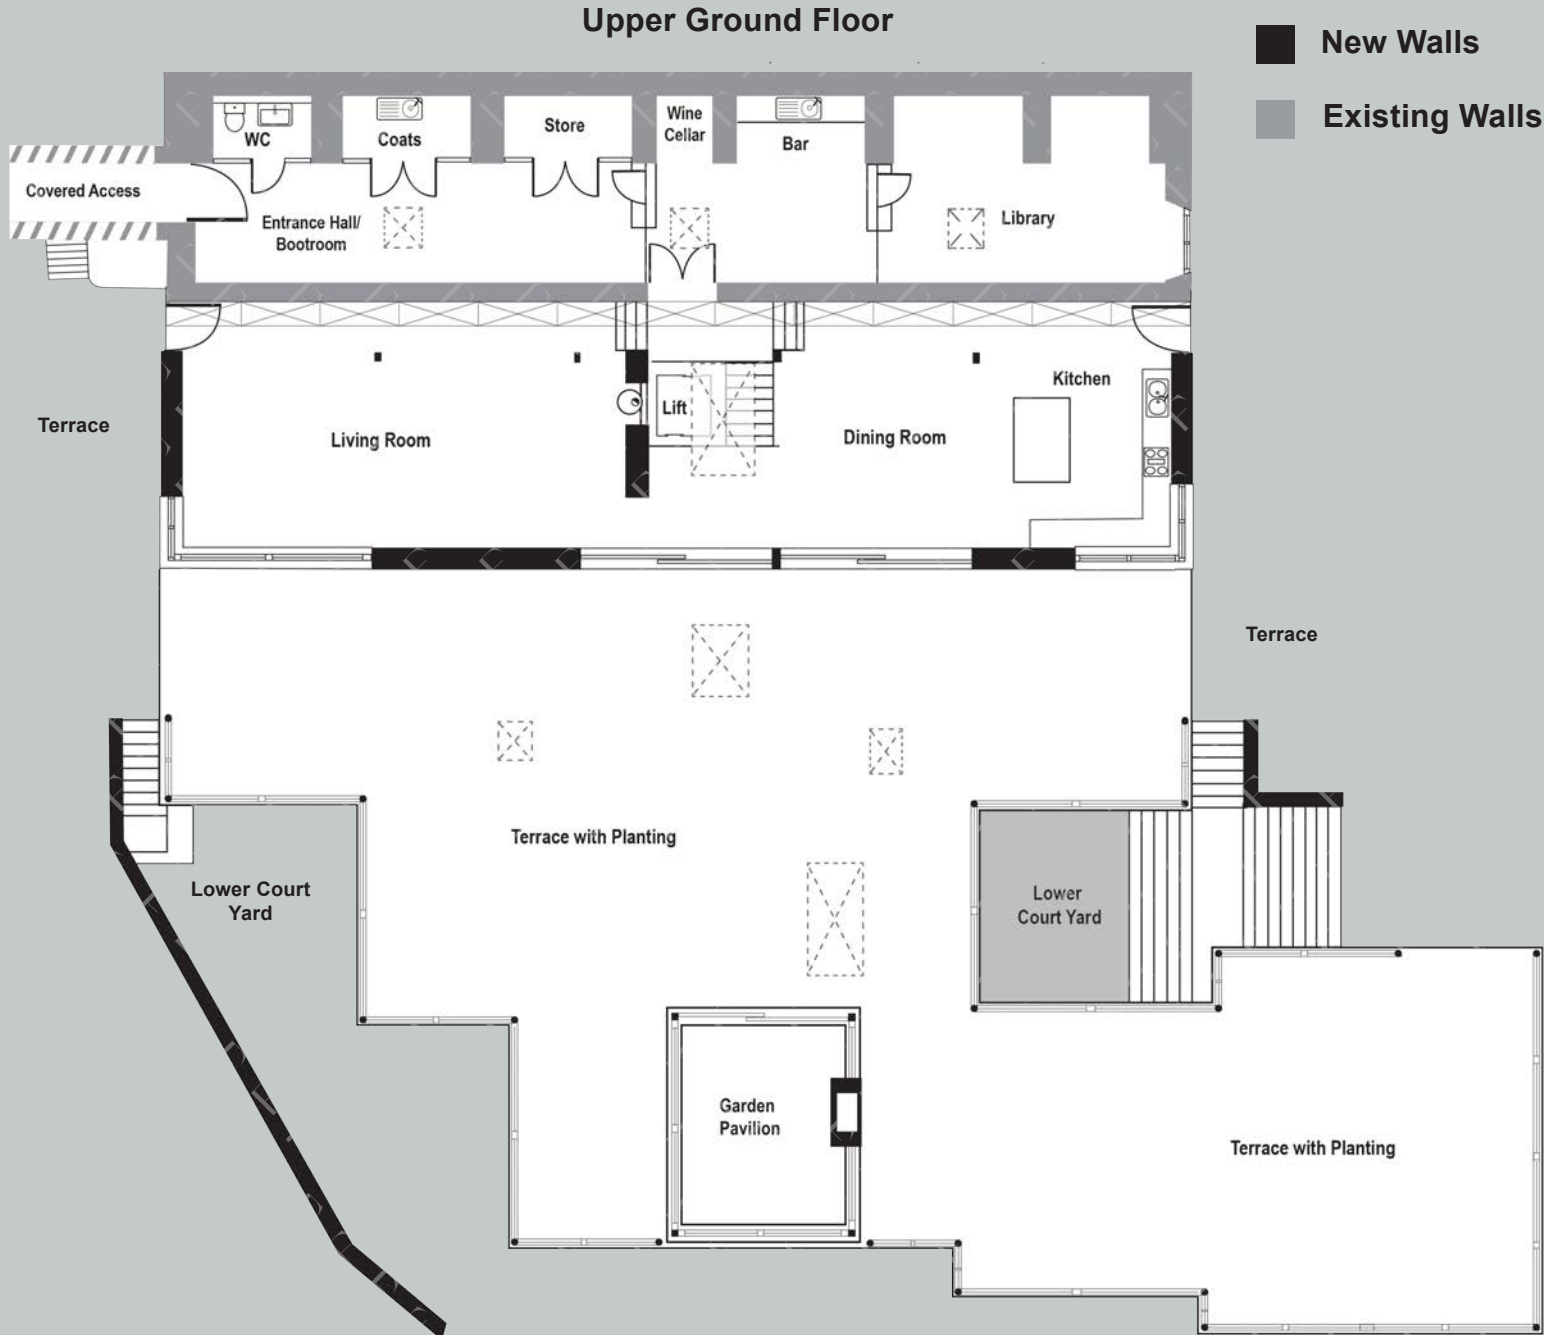 Upper Ground Floor
New Walls
Existing Walls
WC
Coats
Store
Wine
Cellar
Bar
Covered Access
Entrance Hall/
Bootroom
Library
Terrace
Living Room
Lift
Dining Room
Kitchen
Terrace
Terrace with Planting
Lower Court
Yard
Lower
Court Yard
Garden
Pavilion
Terrace with Planting